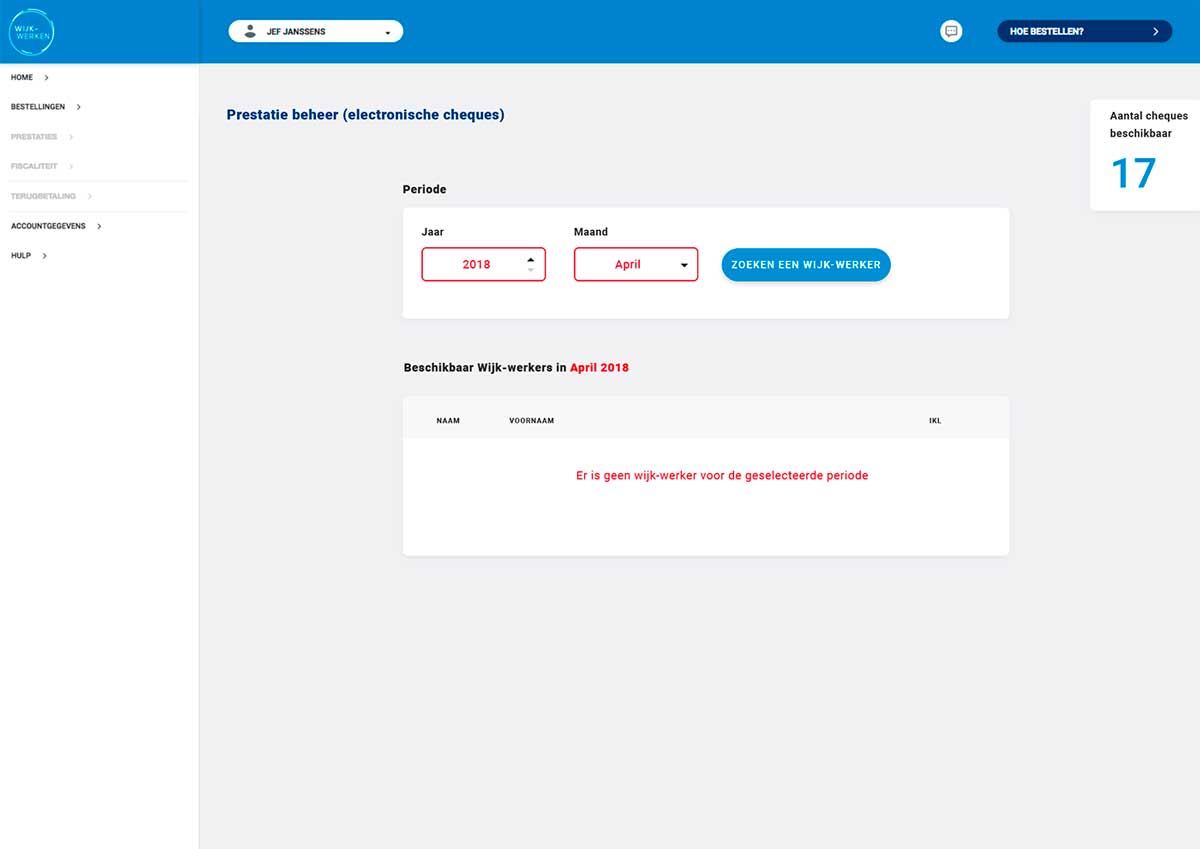 WIJK-
WERKEN
JEF JANSSENS
HOE BESTELLEN?
HOME
BESTELLINGEN
PRESTATIES
FISCALITEIT
TERUGBETALING
ACCOUNTGEGEVENS
HULP
Prestatie beheer (electronische cheques)
Aantal cheques
beschikbaar
17
Periode
Jaar
Maand
2018
April
ZOEKEN EEN WIJK-WERKER
Beschikbaar Wijk-werkers in April 2018
NAAM
VOORNAAM
IKL
Er is geen wijk-werker voor de geselecteerde periode